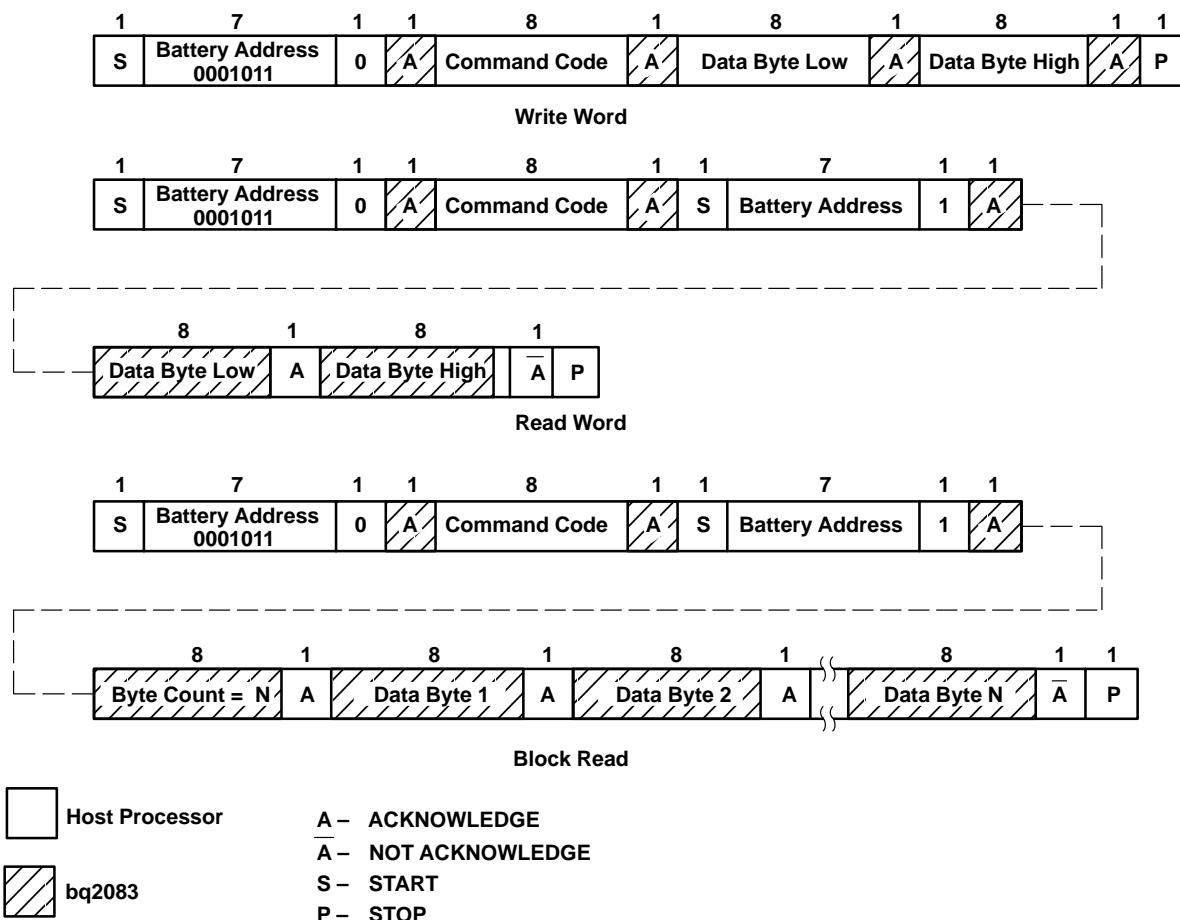 1 7 1 1 8 1 8 1 8 1 1
S Battery Address 0001011 0 A Command Code A Data Byte Low A Data Byte High A P
Write Word
1 7 1 1 8 1 1 7 1 1
S Battery Address 0001011 0 A Command Code A S Battery Address 1 A
8 1 8 1
Data Byte Low A Data Byte High A̅ P
Read Word
1 7 1 1 8 1 1 7 1 1
S Battery Address 0001011 0 A Command Code A S Battery Address 1 A
8 1 8 1 8 1 8 1 1
Byte Count = N A Data Byte 1 A Data Byte 2 A Data Byte N A̅ P
Block Read
Host Processor
bq2083
A – ACKNOWLEDGE
A̅ – NOT ACKNOWLEDGE
S – START
P – STOP